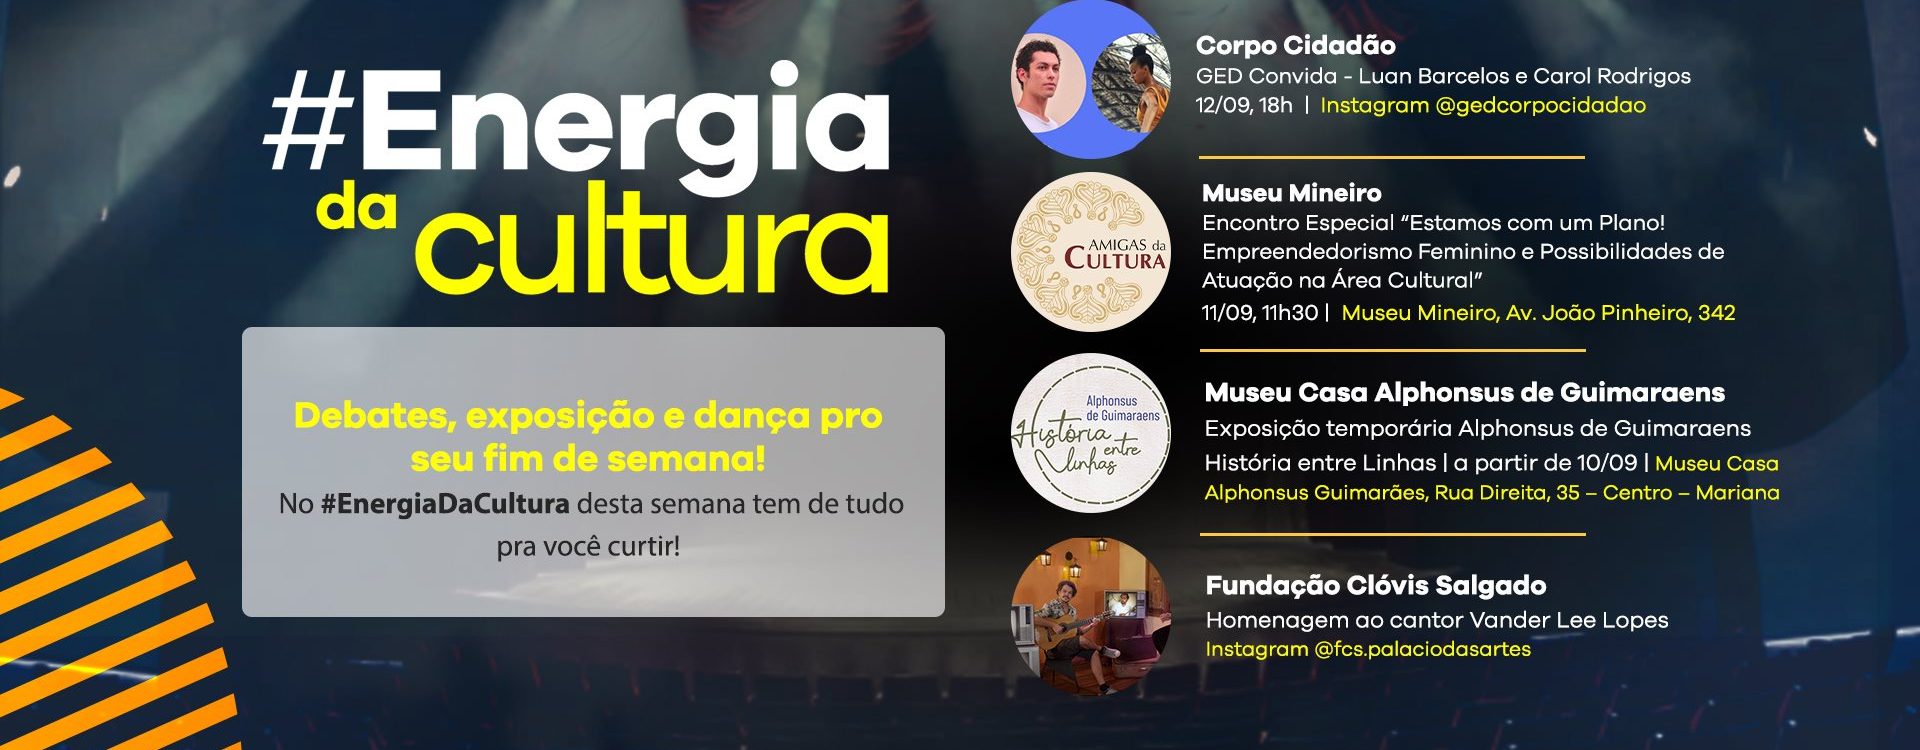 #Energia
da
cultura
Debates, exposição e dança pro
seu fim de semana!
No #EnergiaDaCultura desta semana tem de tudo
pra você curtir!
Corpo Cidadão
GED Convida - Luan Barcelos e Carol Rodrigos
12/09, 18h | Instagram @gedcorpocidadao
AMIGAS da
CULTURA
Museu Mineiro
Encontro Especial “Estamos com um Plano!
Empreendedorismo Feminino e Possibilidades de
Atuação na Área Cultural”
11/09, 11h30 | Museu Mineiro, Av. João Pinheiro, 342
Alphonsus
de Guimaraens
História
entre
linhas
Museu Casa Alphonsus de Guimaraens
Exposição temporária Alphonsus de Guimaraens
História entre Linhas | a partir de 10/09 | Museu Casa
Alphonsus Guimarães, Rua Direita, 35 – Centro – Mariana
Fundação Clóvis Salgado
Homenagem ao cantor Vander Lee Lopes
Instagram @fcs.palaciodasartes